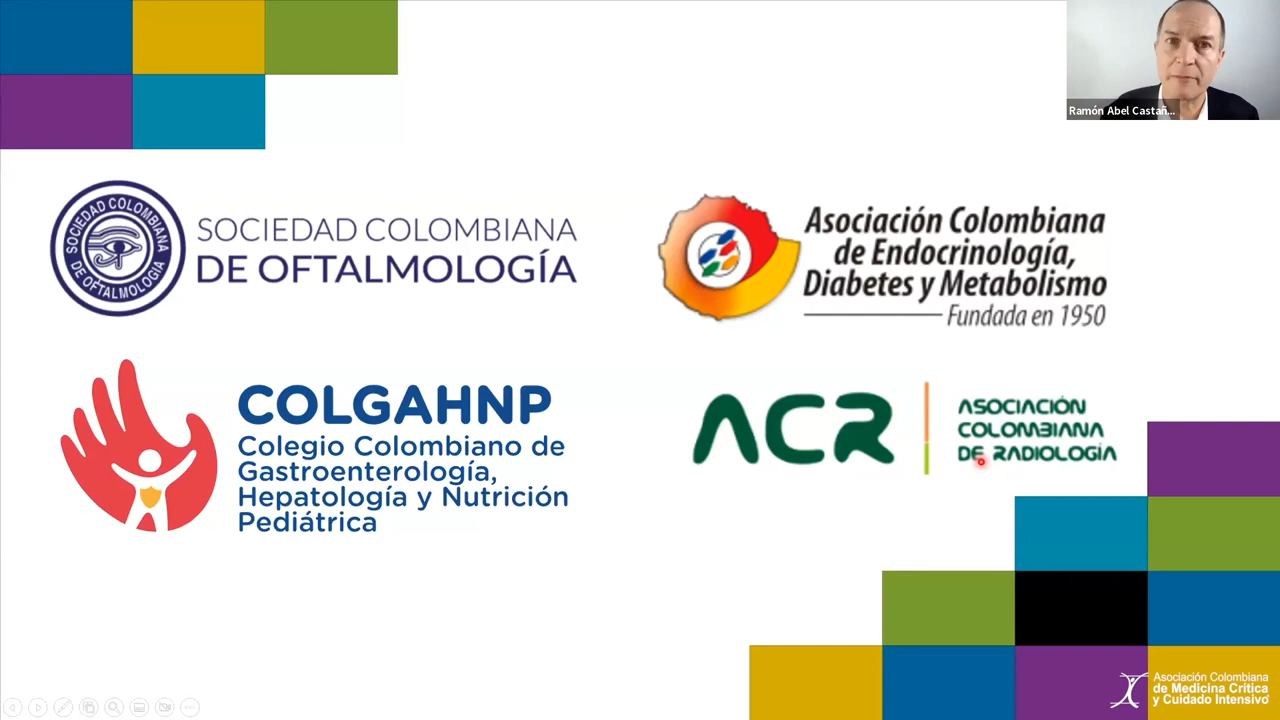 Ramón Abel Castañ...
SOCIEDAD COLOMBIANA
DE OFTALMOLOGÍA
SOCIEDAD COLOMBIANA
DE OFTALMOLOGÍA
Asociación Colombiana
de Endocrinología,
Diabetes y Metabolismo
Fundada en 1950
COLGAHNP
Colegio Colombiano de
Gastroenterología,
Hepatología y Nutrición
Pediátrica
ACR
ASOCIACIÓN
COLOMBIANA
DE RADIOLOGÍA
Asociación Colombiana
de Medicina Crítica
y Cuidado Intensivo